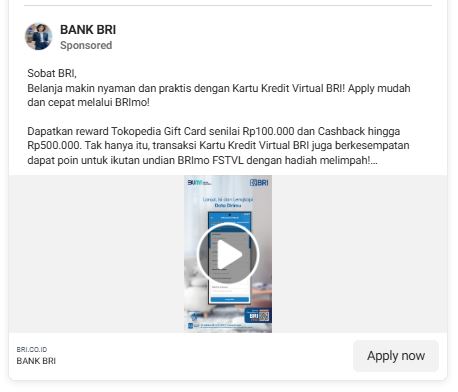 BANK BRI
Sponsored
Sobat BRI,
Belanja makin nyaman dan praktis dengan Kartu Kredit Virtual BRI! Apply mudah
dan cepat melalui BRImo!
Dapatkan reward Tokopedia Gift Card senilai Rp100.000 dan Cashback hingga
Rp500.000. Tak hanya itu, transaksi Kartu Kredit Virtual BRI juga berkesempatan
dapat poin untuk ikutan undian BRImo FSTVL dengan hadiah melimpah!...
BUMN
BRI
Lanjut, isi dan Lengkapi
Data Dirimu
BRI
BRI.CO.ID
BANK BRI
Apply now